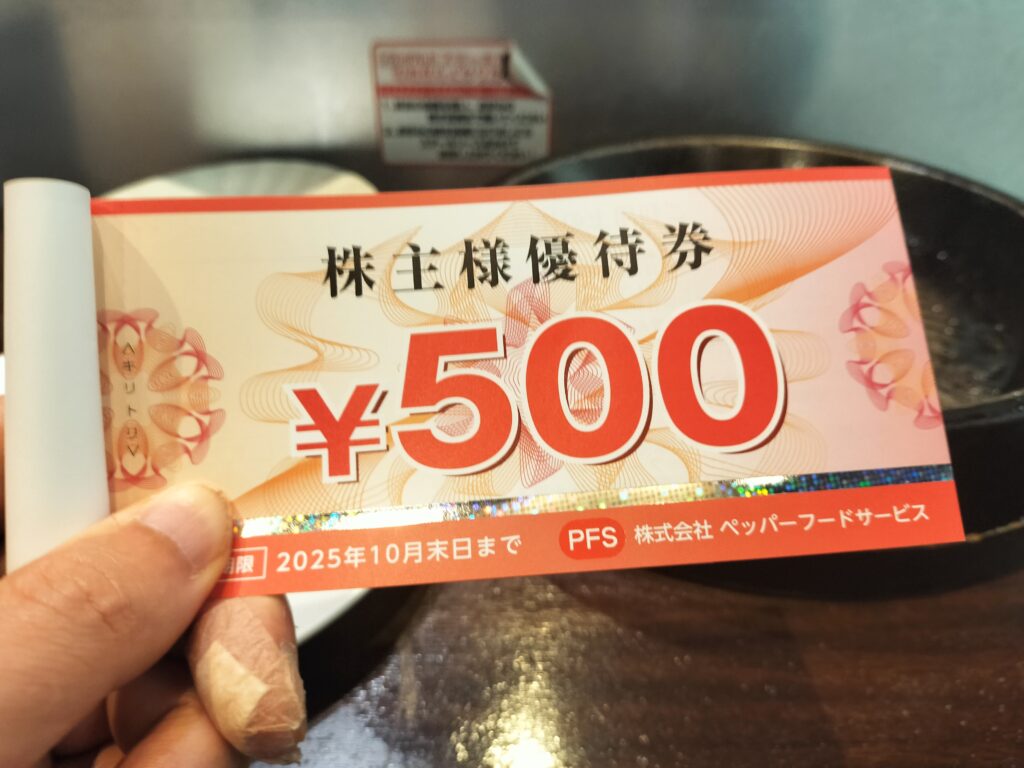 株主様優待券
¥500
<キリトリ>
限 2025年10月末日まで
PFS 株式会社 ペッパーフードサービス